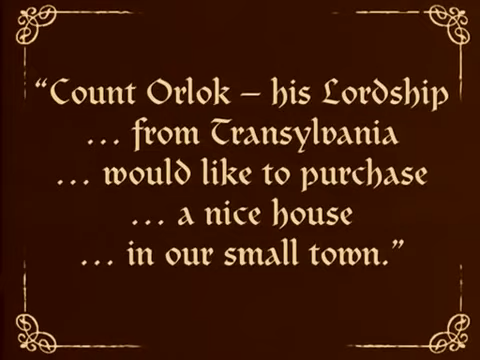 “Count Orlok – his Lordship
... from Transylvania
... would like to purchase
... a nice house
... in our small town.”